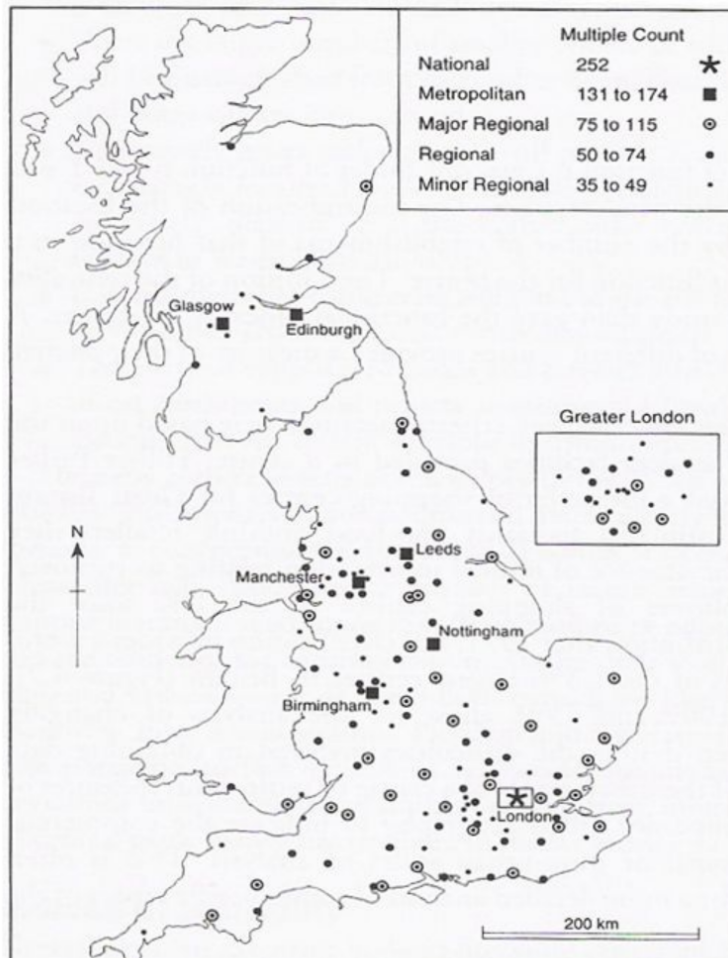 Multiple Count
National 252
Metropolitan 131 to 174
Major Regional 75 to 115
Regional 50 to 74
Minor Regional 35 to 49
Glasgow
Edinburgh
Greater London
N
Leeds
Manchester
Nottingham
Birmingham
London
200 km